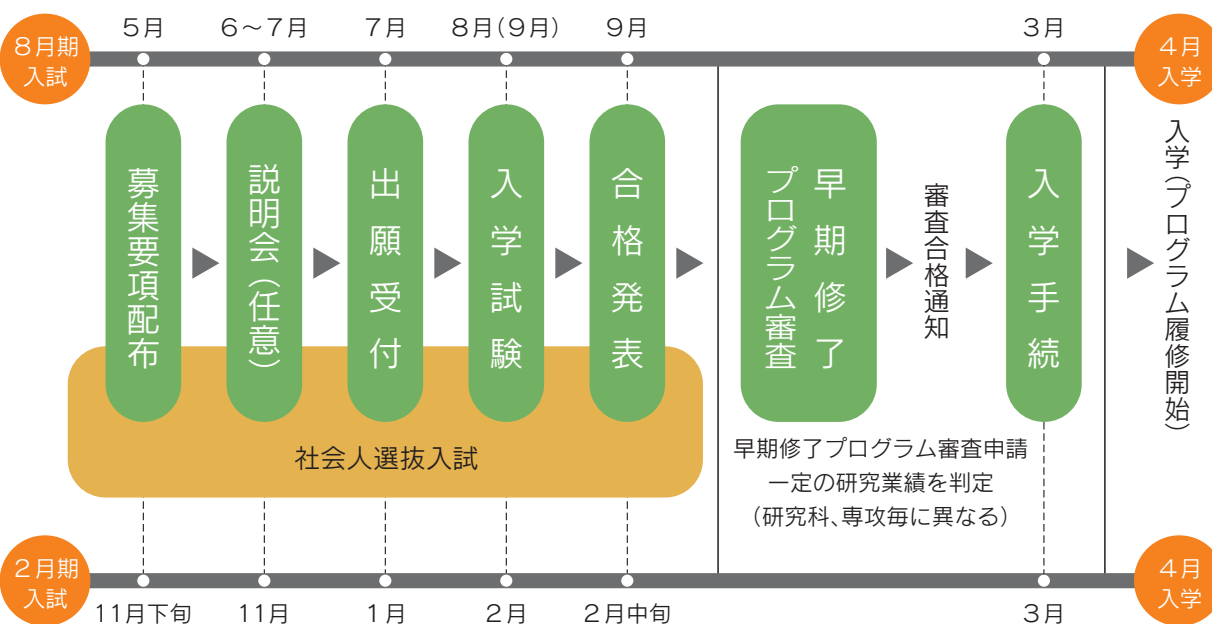 8月期
入試
5月
6～7月
7月
8月(9月)
9月
3月
4月
入学
募集要項配布
説明会（任意）
出願受付
入学試験
合格発表
早期修了
プログラム審査
審査合格通知
入学手続
入学（プログラム履修開始）
社会人選抜入試
早期修了プログラム審査申請
一定の研究業績を判定
（研究科、専攻毎に異なる）
2月期
入試
11月下旬
11月
1月
2月
2月中旬
3月
4月
入学